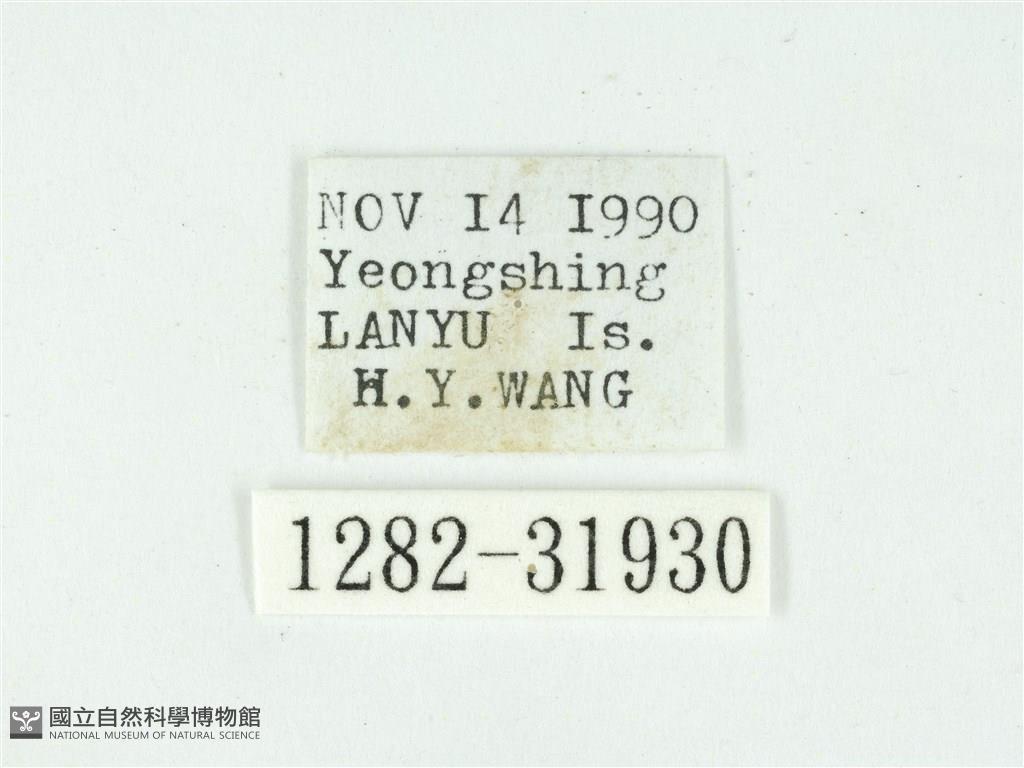 NOV 14 1990
Yeongshing
LANYU Is.
H.Y.WANG
1282-31930
國立自然科學博物館
NATIONAL MUSEUM OF NATURAL SCIENCE